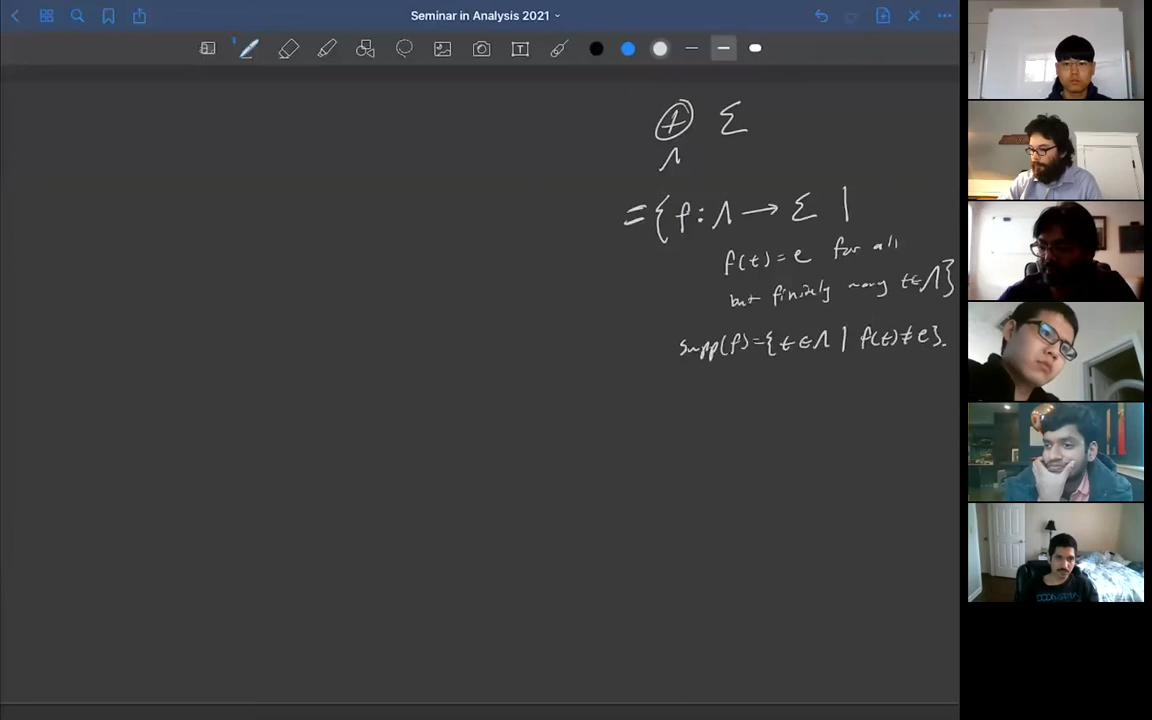 Seminar in Analysis 2021
⊕ Σ
Λ
= { f : Λ → Σ |
f(t) = e for all
but finitely many t ∈ Λ }
supp(f) = { t ∈ Λ | f(t) ≠ e }.